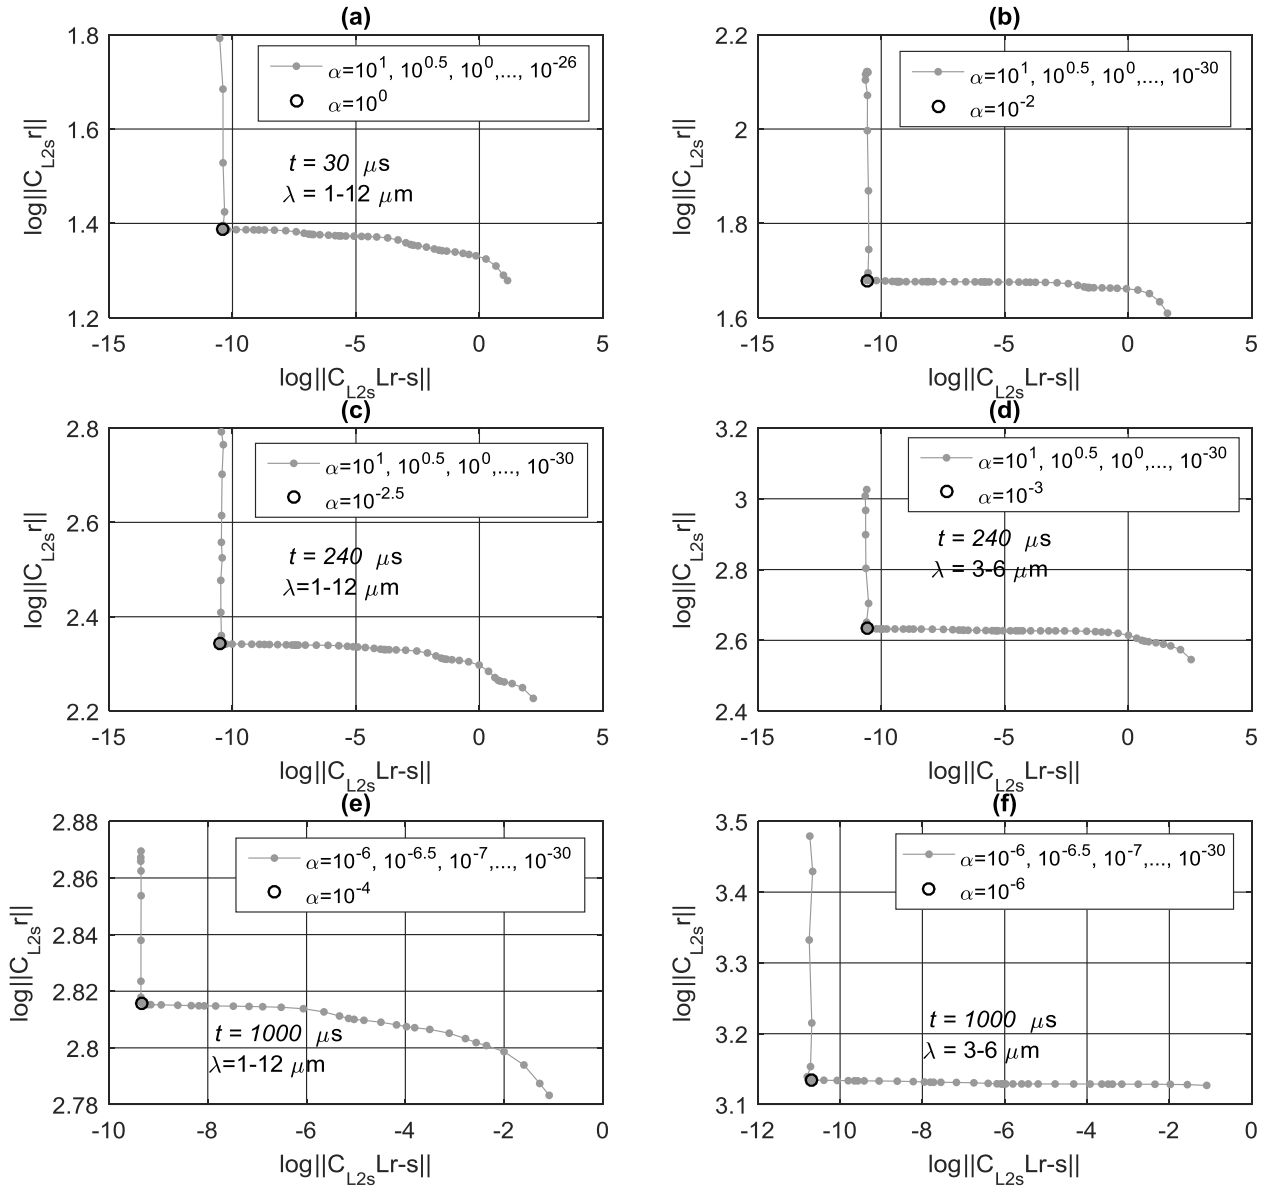 (a)
1.8
1.6
1.4
1.2
-15 -10 -5 0 5
log||C_L2s r||
log||C_L2s Lr-s||
α=10^1, 10^0.5, 10^0,..., 10^-26
α=10^0
t = 30 μs
λ = 1-12 μm
(b)
2.2
2
1.8
1.6
-15 -10 -5 0 5
log||C_L2s r||
log||C_L2s Lr-s||
α=10^1, 10^0.5, 10^0,..., 10^-30
α=10^-2
(c)
2.8
2.6
2.4
2.2
-15 -10 -5 0 5
log||C_L2s r||
log||C_L2s Lr-s||
α=10^1, 10^0.5, 10^0,..., 10^-30
α=10^-2.5
t = 240 μs
λ=1-12 μm
(d)
3.2
3
2.8
2.6
2.4
-15 -10 -5 0 5
log||C_L2s r||
log||C_L2s Lr-s||
α=10^1, 10^0.5, 10^0,..., 10^-30
α=10^-3
t = 240 μs
λ = 3-6 μm
(e)
2.88
2.86
2.84
2.82
2.8
2.78
-10 -8 -6 -4 -2 0
log||C_L2s r||
log||C_L2s Lr-s||
α=10^-6, 10^-6.5, 10^-7,..., 10^-30
α=10^-4
t = 1000 μs
λ=1-12 μm
(f)
3.5
3.4
3.3
3.2
3.1
-12 -10 -8 -6 -4 -2 0
log||C_L2s r||
log||C_L2s Lr-s||
α=10^-6, 10^-6.5, 10^-7,..., 10^-30
α=10^-6
t = 1000 μs
λ = 3-6 μm